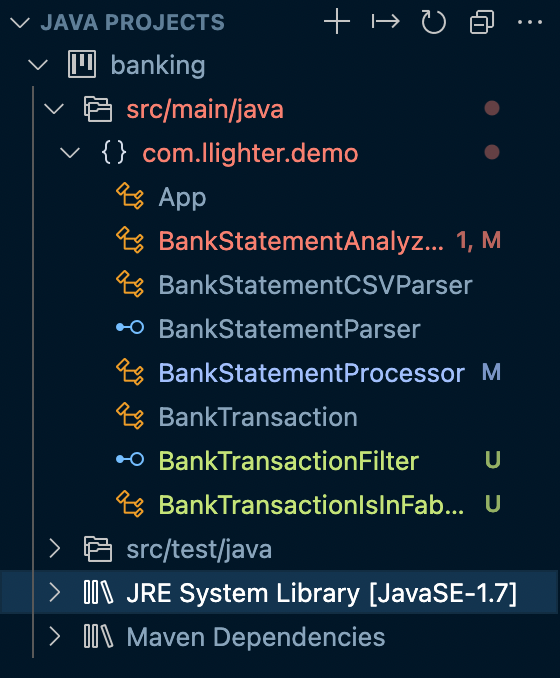 JAVA PROJECTS
banking
src/main/java
{} com.llighter.demo
App
BankStatementAnalyz... 1, M
BankStatementCSVParser
BankStatementParser
BankStatementProcessor M
BankTransaction
BankTransactionFilter U
BankTransactionIsInFab... U
src/test/java
JRE System Library [JavaSE-1.7]
Maven Dependencies